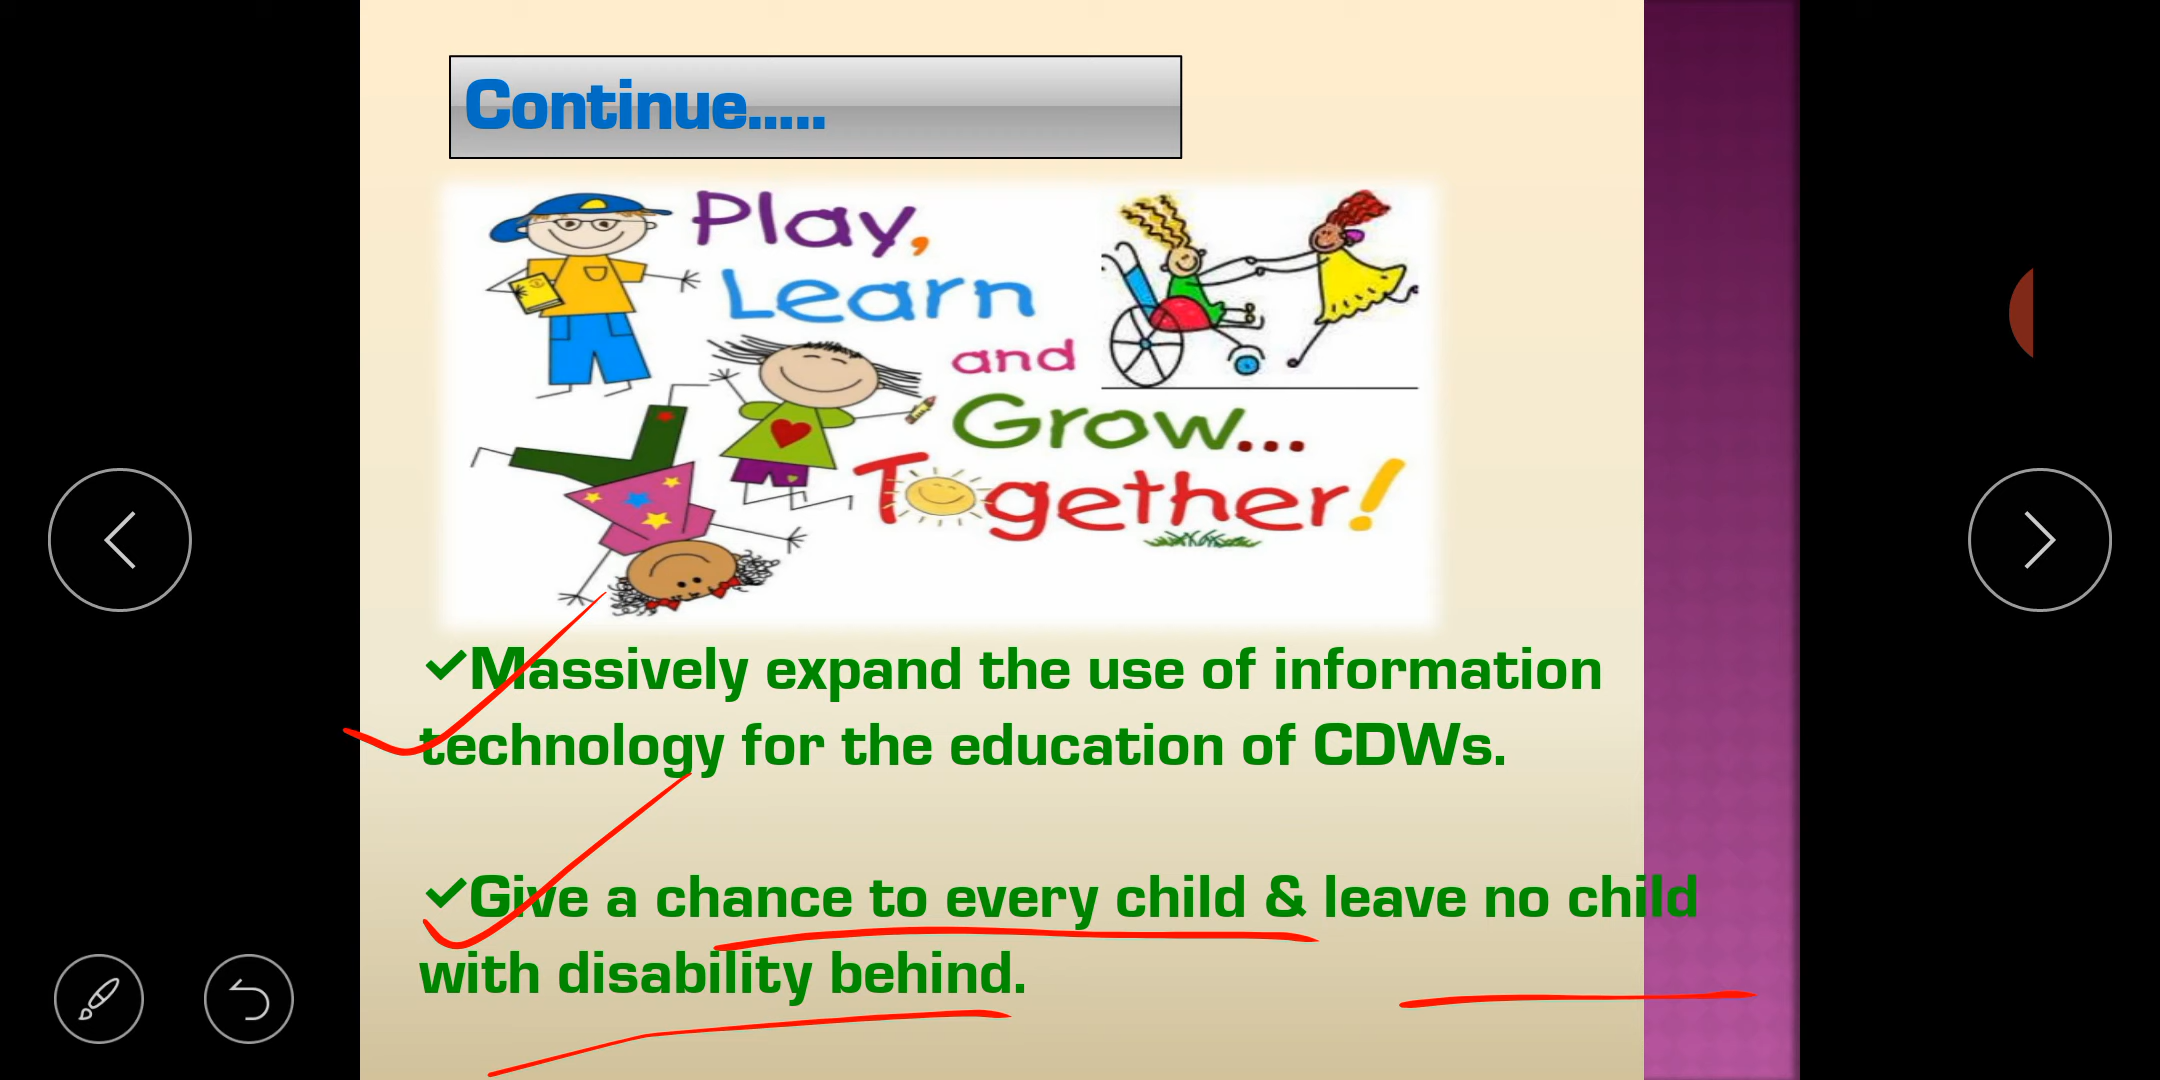 Continue.....
Play,
Learn
and
Grow...
Together!
✓Massively expand the use of information
technology for the education of CDWs.
✓Give a chance to every child & leave no child
with disability behind.